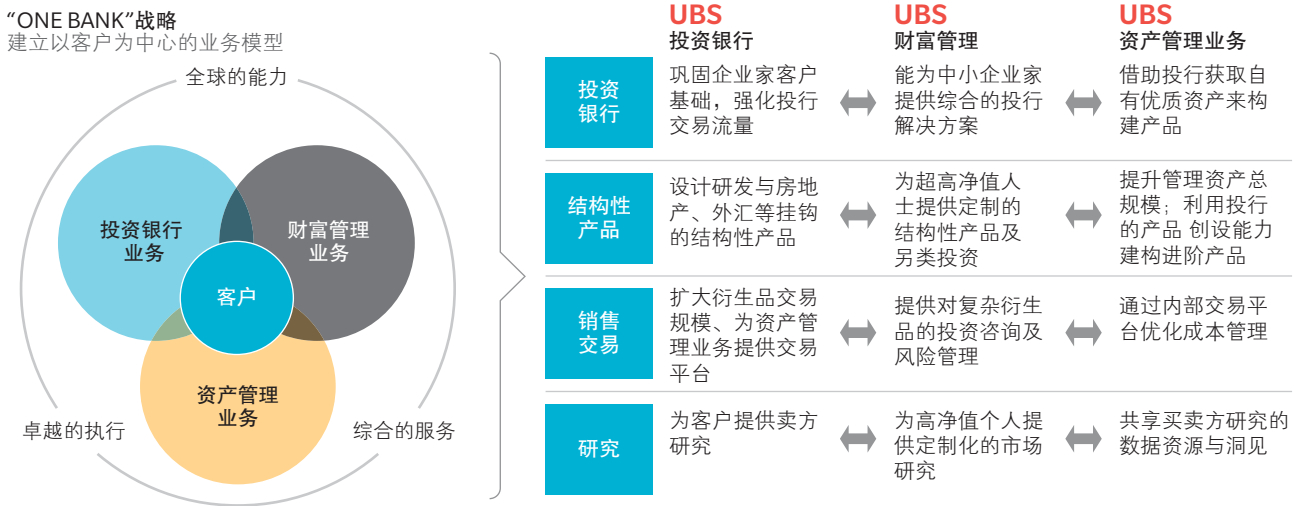 “ONE BANK”战略
建立以客户为中心的业务模型
全球的能力
投资银行
业务
财富管理
业务
客户
资产管理
业务
卓越的执行
综合的服务
UBS
投资银行
UBS
财富管理
UBS
资产管理业务
投资
银行
巩固企业家客户
基础，强化投行
交易流量
能为中小企业家
提供综合的投行
解决方案
借助投行获取自
有优质资产来构
建产品
结构性
产品
设计研发与房地
产、外汇等挂钩
的结构性产品
为超高净值人
士提供定制的
结构性产品及
另类投资
提升管理资产总
规模；利用投行
的产品 创设能力
建构进阶产品
销售
交易
扩大衍生品交易
规模、为资产管
理业务提供交易
平台
提供对复杂衍生
品的投资咨询及
风险管理
通过内部交易平
台优化成本管理
研究
为客户提供卖方
研究
为高净值个人提
供定制化的市场
研究
共享买卖方研究的
数据资源与洞见